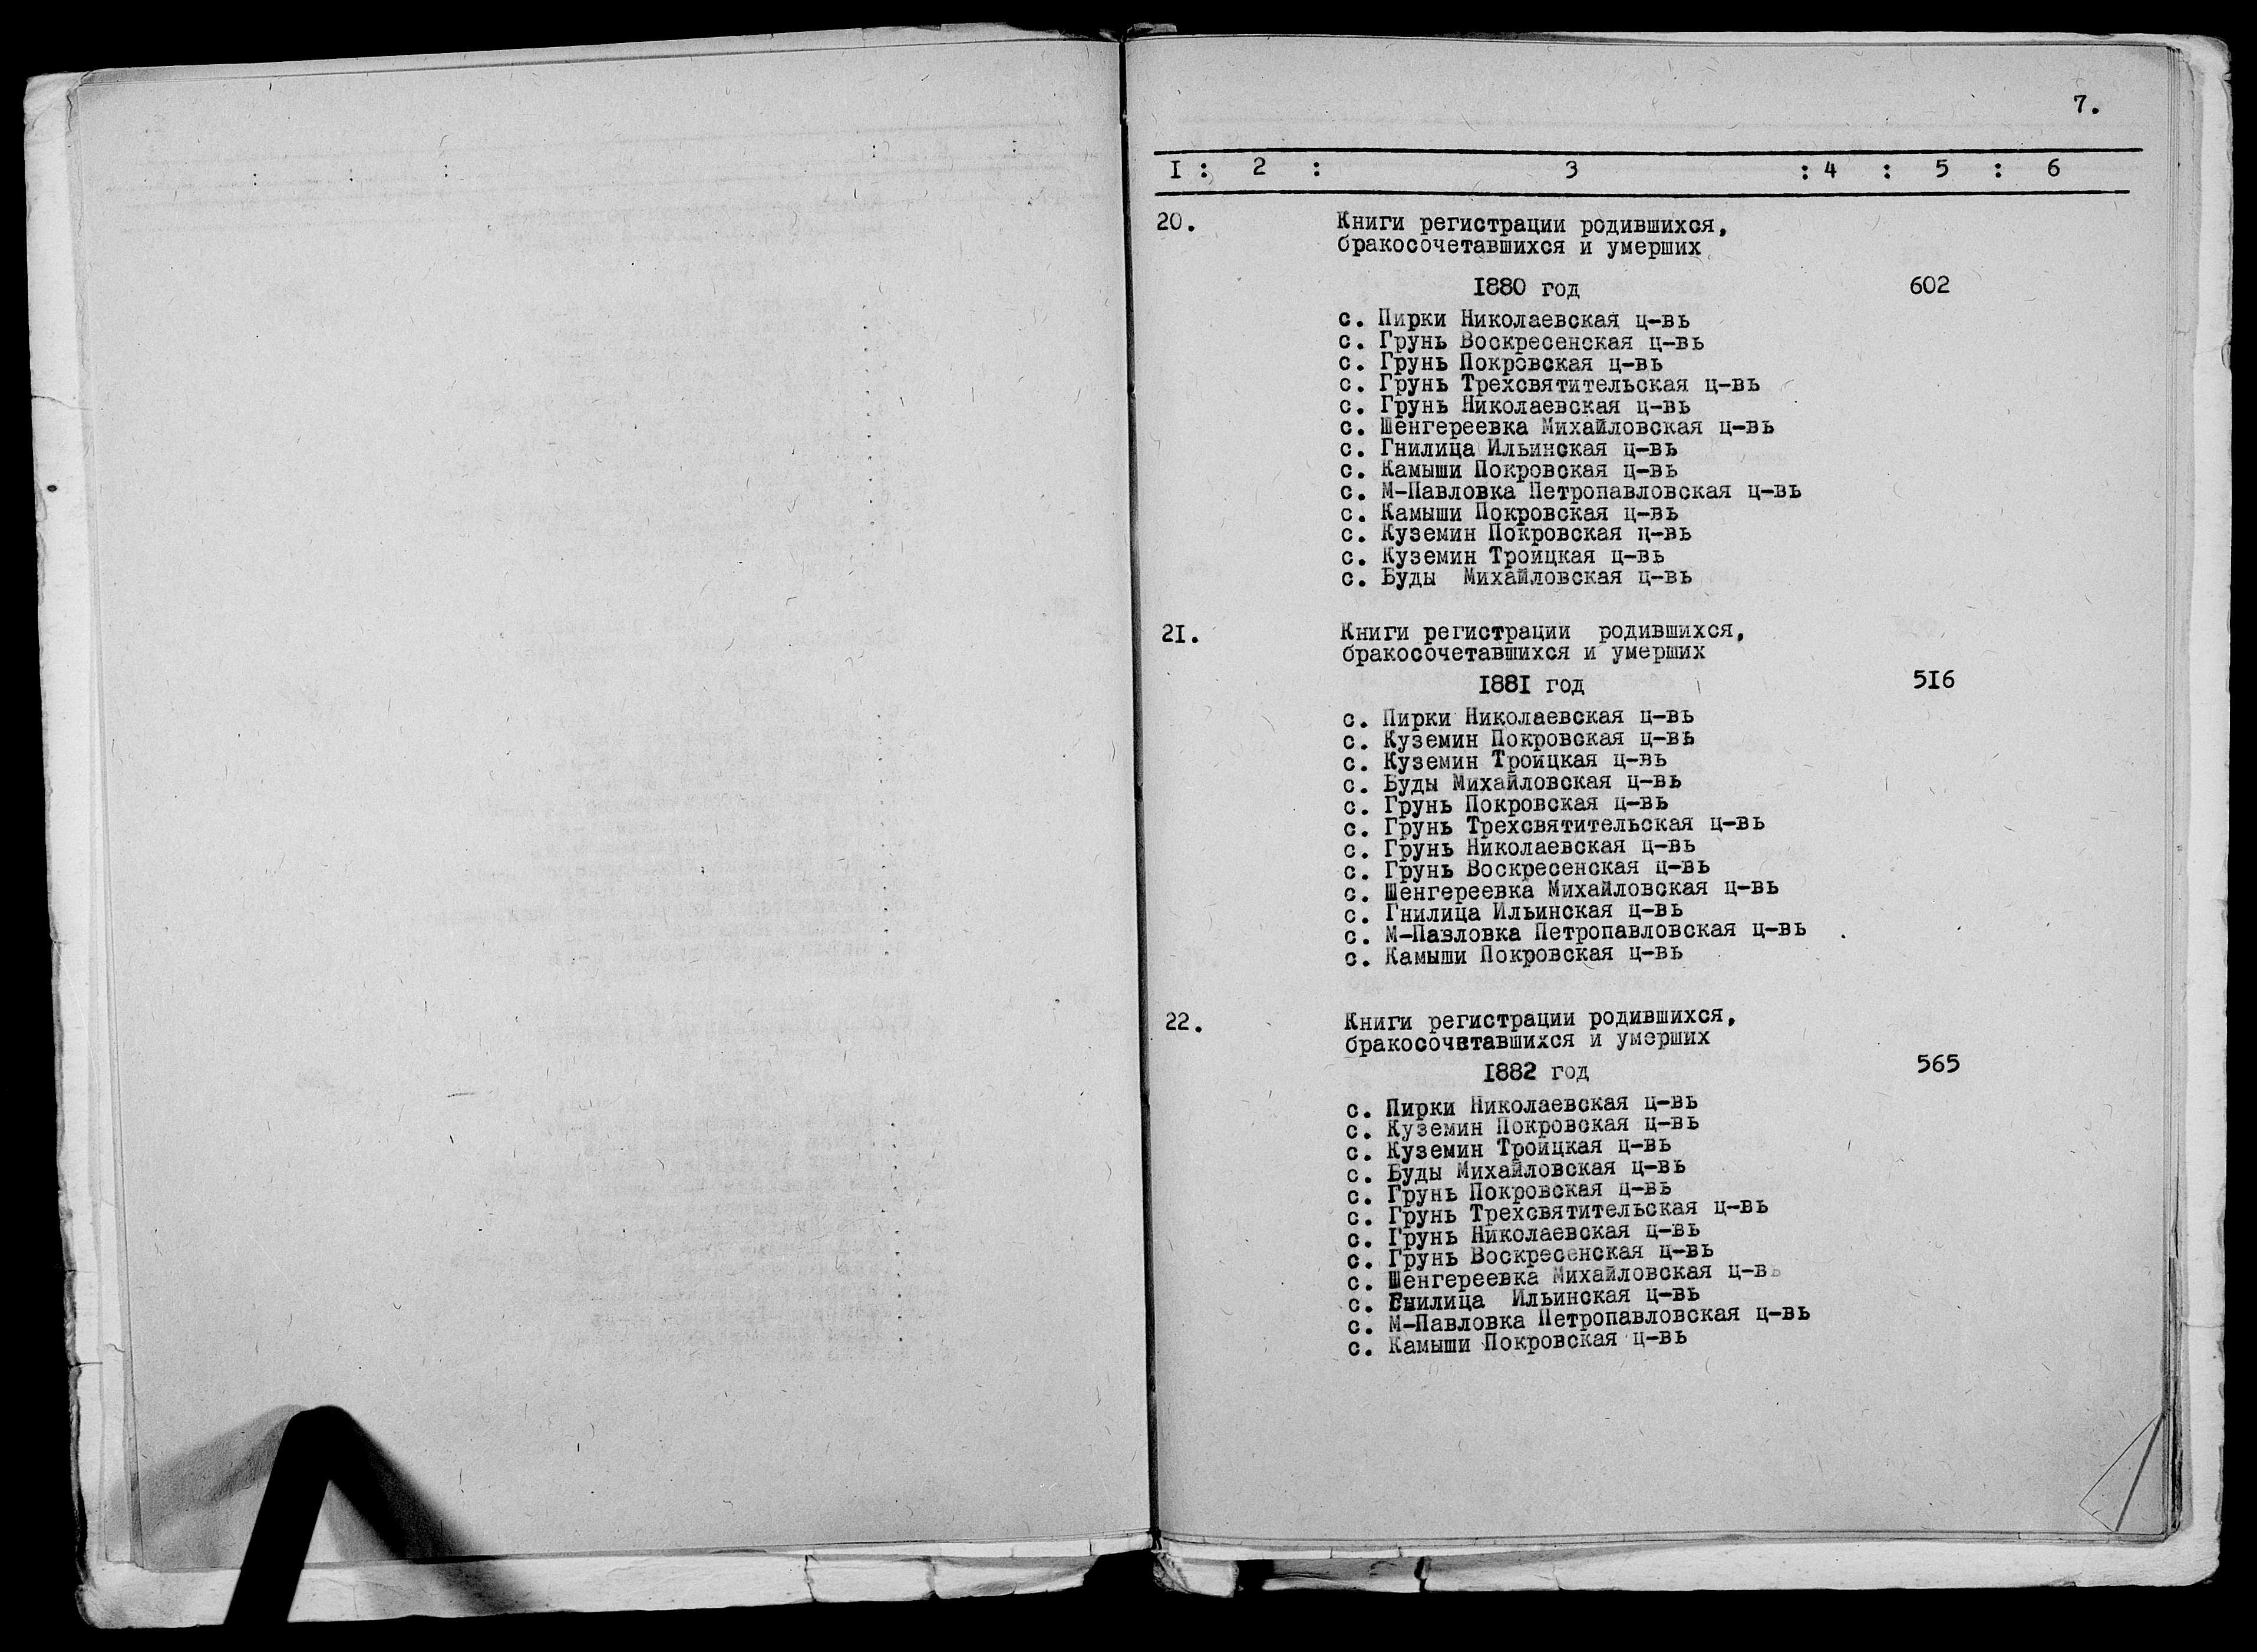 7.
I : 2 : 3 : 4 : 5 : 6
20. Книги регистрации родившихся,
бракосочетавшихся и умерших
I880 год 602
с. Пирки Николаевская ц-вь
с. Грунь Воскресенская ц-вь
с. Грунь Покровская ц-вь
с. Грунь Трехсвятительская ц-вь
с. Грунь Николаевская ц-вь
с. Шенгереевка Михайловская ц-вь
с. Гнилица Ильинская ц-вь
с. Камыши Покровская ц-вь
с. М-Павловка Петропавловская ц-вь
с. Камыши Покровская ц-вь
с. Куземин Покровская ц-вь
с. Куземин Троицкая ц-вь
с. Буды Михайловская ц-вь
2I. Книги регистрации родившихся,
бракосочетавшихся и умерших
I88I год 5I6
с. Пирки Николаевская ц-вь
с. Куземин Покровская ц-вь
с. Куземин Троицкая ц-вь
с. Буды Михайловская ц-вь
с. Грунь Покровская ц-вь
с. Грунь Трехсвятительская ц-вь
с. Грунь Николаевская ц-вь
с. Грунь Воскресенская ц-вь
с. Шенгереевка Михайловская ц-вь
с. Гнилица Ильинская ц-вь
с. М-Павловка Петропавловская ц-вь
с. Камыши Покровская ц-вь
22. Книги регистрации родившихся,
бракосочетавшихся и умерших
I882 год 565
с. Пирки Николаевская ц-вь
с. Куземин Покровская ц-вь
с. Куземин Троицкая ц-вь
с. Буды Михайловская ц-вь
с. Грунь Покровская ц-вь
с. Грунь Трехсвятительская ц-вь
с. Грунь Николаевская ц-вь
с. Грунь Воскресенская ц-вь
с. Шенгереевка Михайловская ц-вь
с. Гнилица Ильинская ц-вь
с. М-Павловка Петропавловская ц-вь
с. Камыши Покровская ц-вь